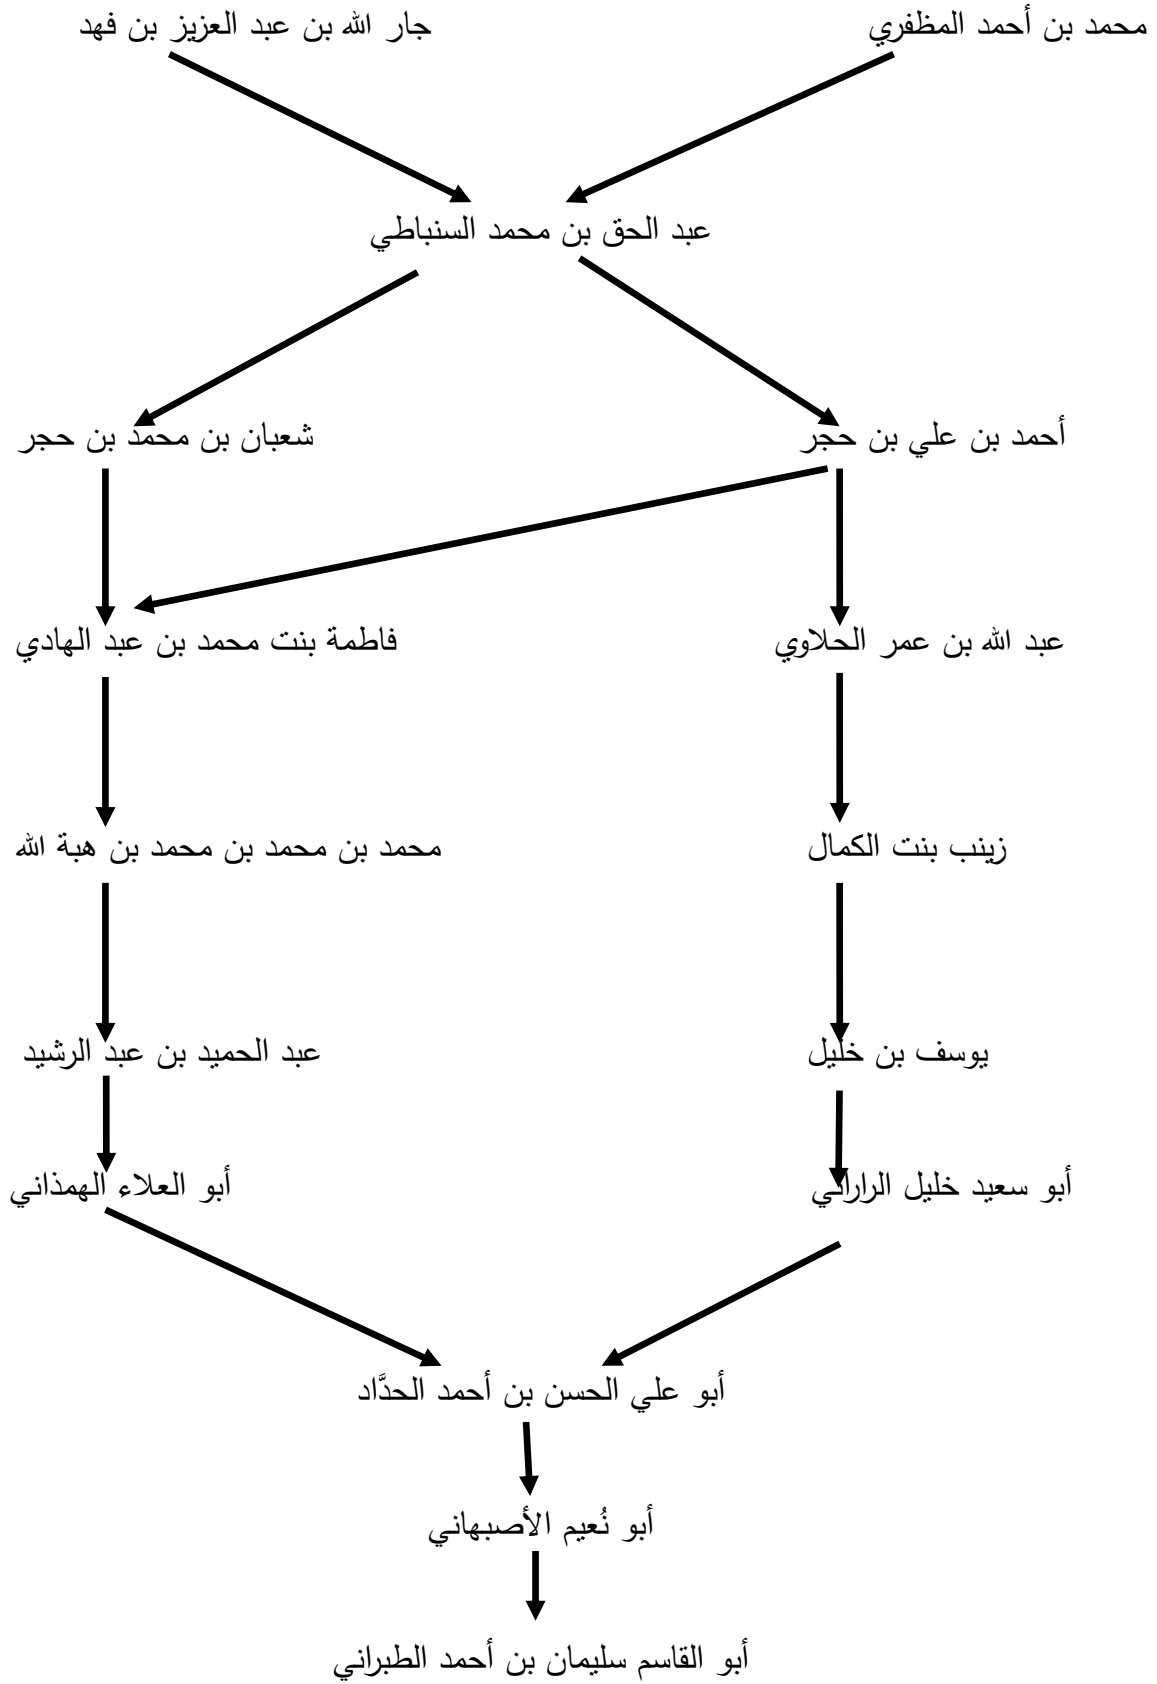 محمد بن أحمد المظفري
جار الله بن عبد العزيز بن فهد
عبد الحق بن محمد السنباطي
أحمد بن علي بن حجر
شعبان بن محمد بن حجر
عبد الله بن عمر الحلاوي
فاطمة بنت محمد بن عبد الهادي
زينب بنت الكمال
محمد بن محمد بن محمد بن هبة الله
يوسف بن خليل
عبد الحميد بن عبد الرشيد
أبو سعيد خليل الراراني
أبو العلاء الهمذاني
أبو علي الحسن بن أحمد الحدَّاد
أبو نُعيم الأصبهاني
أبو القاسم سليمان بن أحمد الطبراني